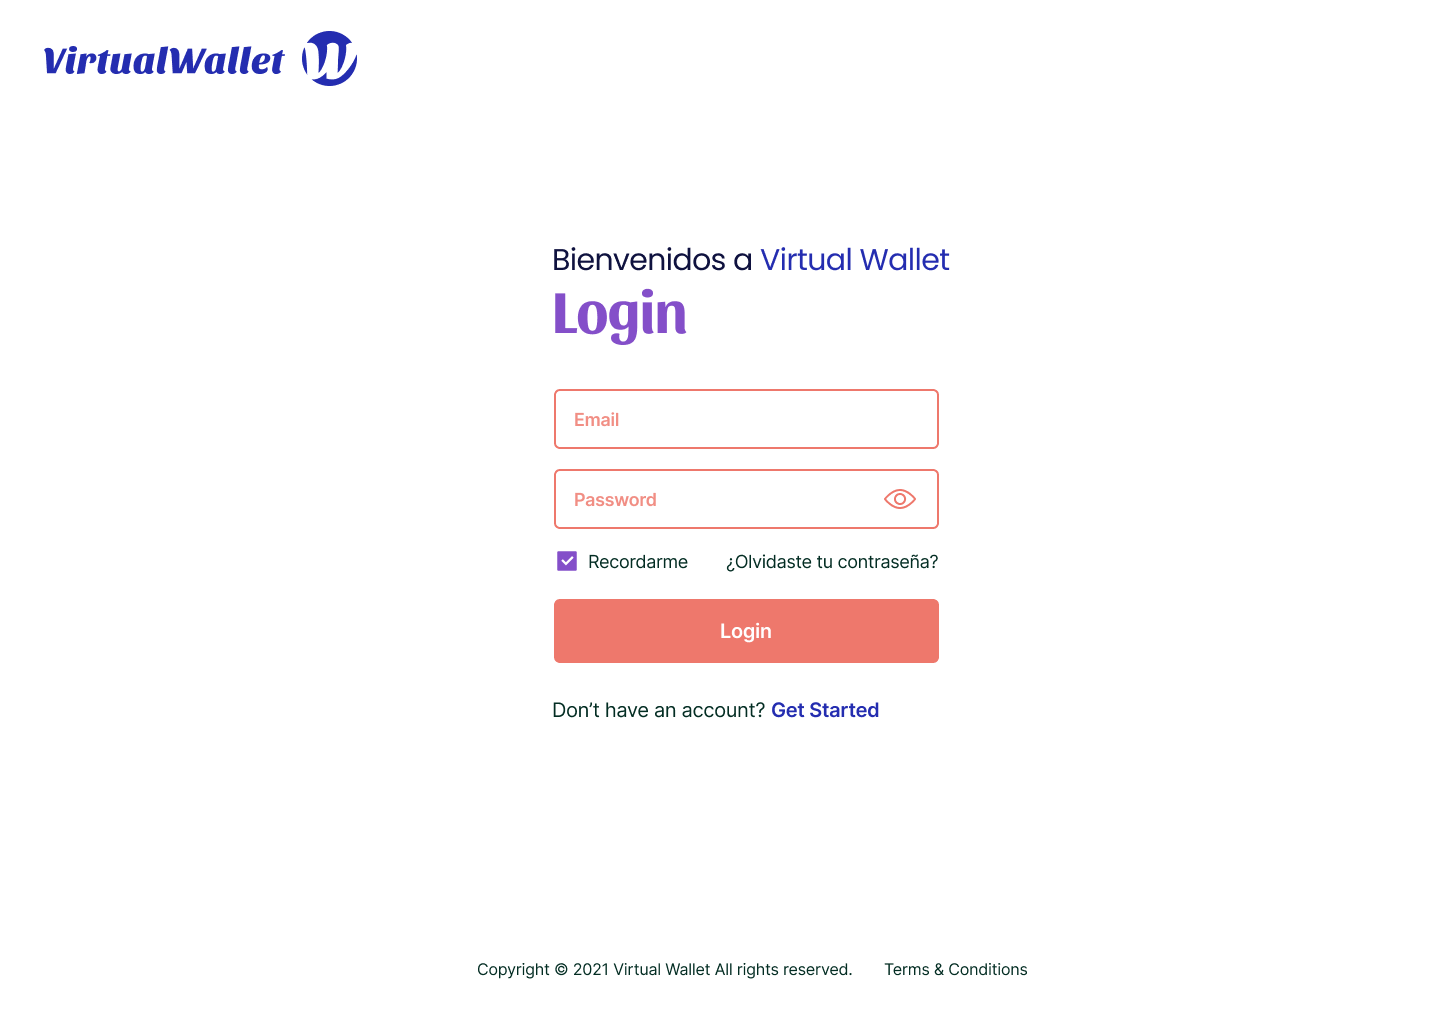 VirtualWallet W
Bienvenidos a Virtual Wallet
Login
Email
Password
Recordarme ¿Olvidaste tu contraseña?
Login
Don’t have an account? Get Started
Copyright © 2021 Virtual Wallet All rights reserved. Terms & Conditions